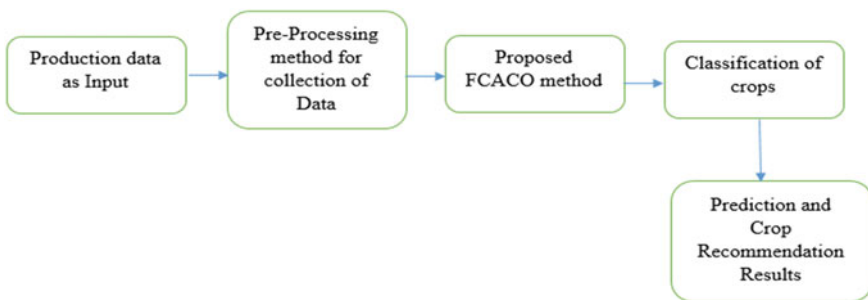 Production data
as Input
Pre-Processing
method for
collection of
Data
Proposed
FCACO method
Classification of
crops
Prediction and
Crop
Recommendation
Results